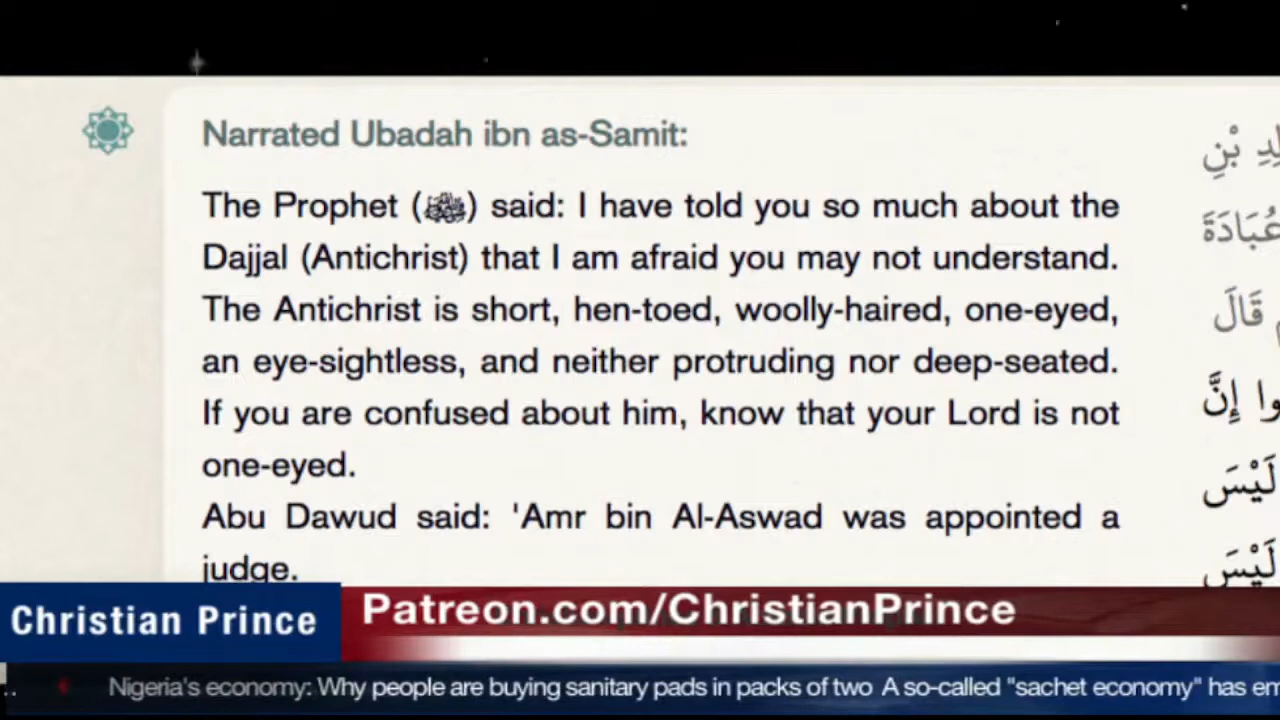 Narrated Ubadah ibn as-Samit:
The Prophet (ﷺ) said: I have told you so much about the
Dajjal (Antichrist) that I am afraid you may not understand.
The Antichrist is short, hen-toed, woolly-haired, one-eyed,
an eye-sightless, and neither protruding nor deep-seated.
If you are confused about him, know that your Lord is not
one-eyed.
Abu Dawud said: 'Amr bin Al-Aswad was appointed a
judge.
بْنِ
عُبَادَةَ
قَالَ
إِنَّ
لَيْسَ
لَيْسَ
Christian Prince
Patreon.com/ChristianPrince
Nigeria's economy: Why people are buying sanitary pads in packs of two A so-called "sachet economy" has em